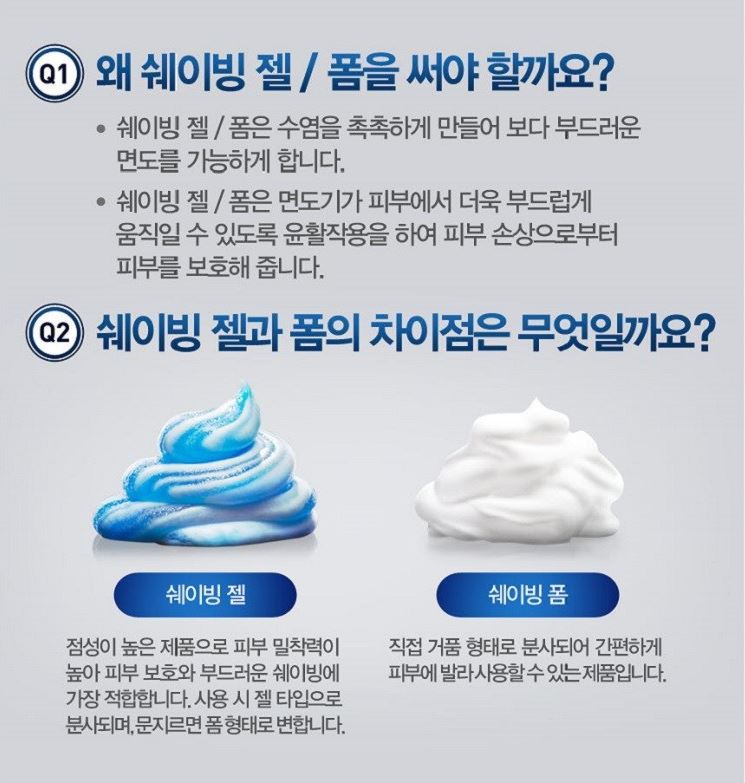 Q1 왜 쉐이빙 젤 / 폼을 써야 할까요?
• 쉐이빙 젤 / 폼은 수염을 촉촉하게 만들어 보다 부드러운
면도를 가능하게 합니다.
• 쉐이빙 젤 / 폼은 면도기가 피부에서 더욱 부드럽게
움직일 수 있도록 윤활작용을 하여 피부 손상으로부터
피부를 보호해 줍니다.
Q2 쉐이빙 젤과 폼의 차이점은 무엇일까요?
쉐이빙 젤
점성이 높은 제품으로 피부 밀착력이
높아 피부 보호와 부드러운 쉐이빙에
가장 적합합니다. 사용 시 젤 타입으로
분사되며, 문지르면 폼 형태로 변합니다.
쉐이빙 폼
직접 거품 형태로 분사되어 간편하게
피부에 발라 사용할 수 있는 제품입니다.